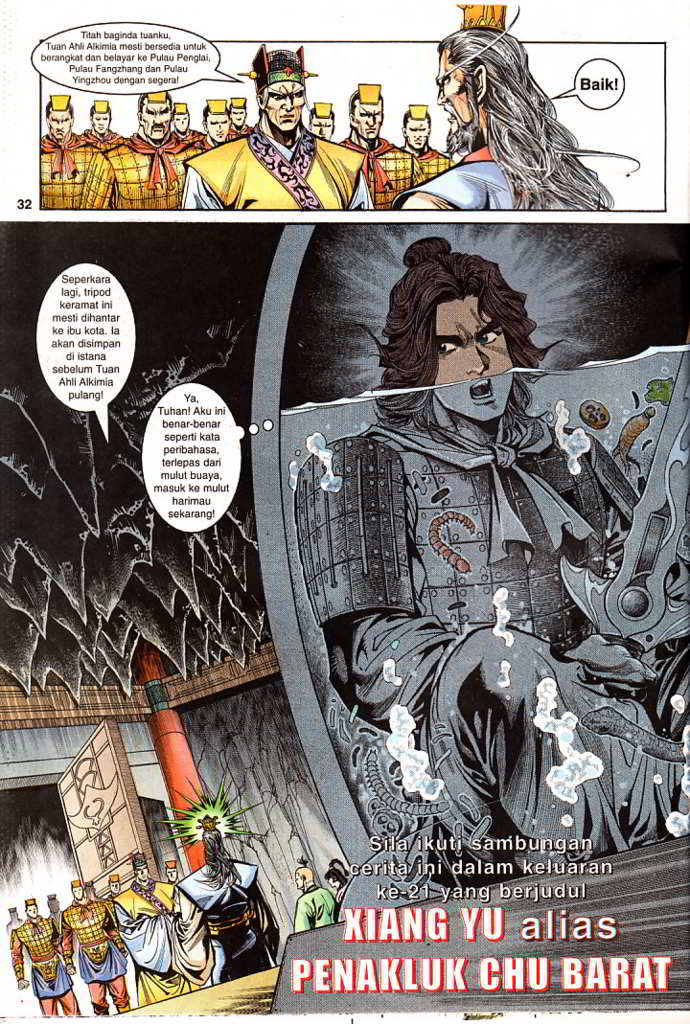 Titah baginda tuanku,
Tuan Ahli Alkimia mesti bersedia untuk
berangkat dan belayar ke Pulau Penglai,
Pulau Fangzhang dan Pulau
Yingzhou dengan segera!
Baik!
32
Seperkara
lagi, tripod
keramat ini
mesti dihantar
ke ibu kota. Ia
akan disimpan
di istana
sebelum Tuan
Ahli Alkimia
pulang!
Ya,
Tuhan! Aku ini
benar-benar
seperti kata
peribahasa,
terlepas dari
mulut buaya,
masuk ke mulut
harimau
sekarang!
Sila ikuti sambungan
cerita ini dalam keluaran
ke-21 yang berjudul
XIANG YU alias
PENAKLUK CHU BARAT